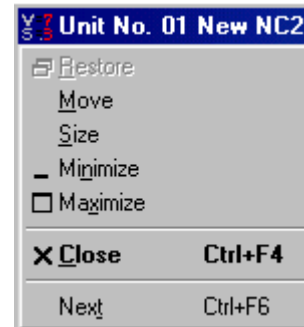 Unit No. 01 New NC2
Restore
Move
Size
Minimize
Maximize
Close Ctrl+F4
Next Ctrl+F6